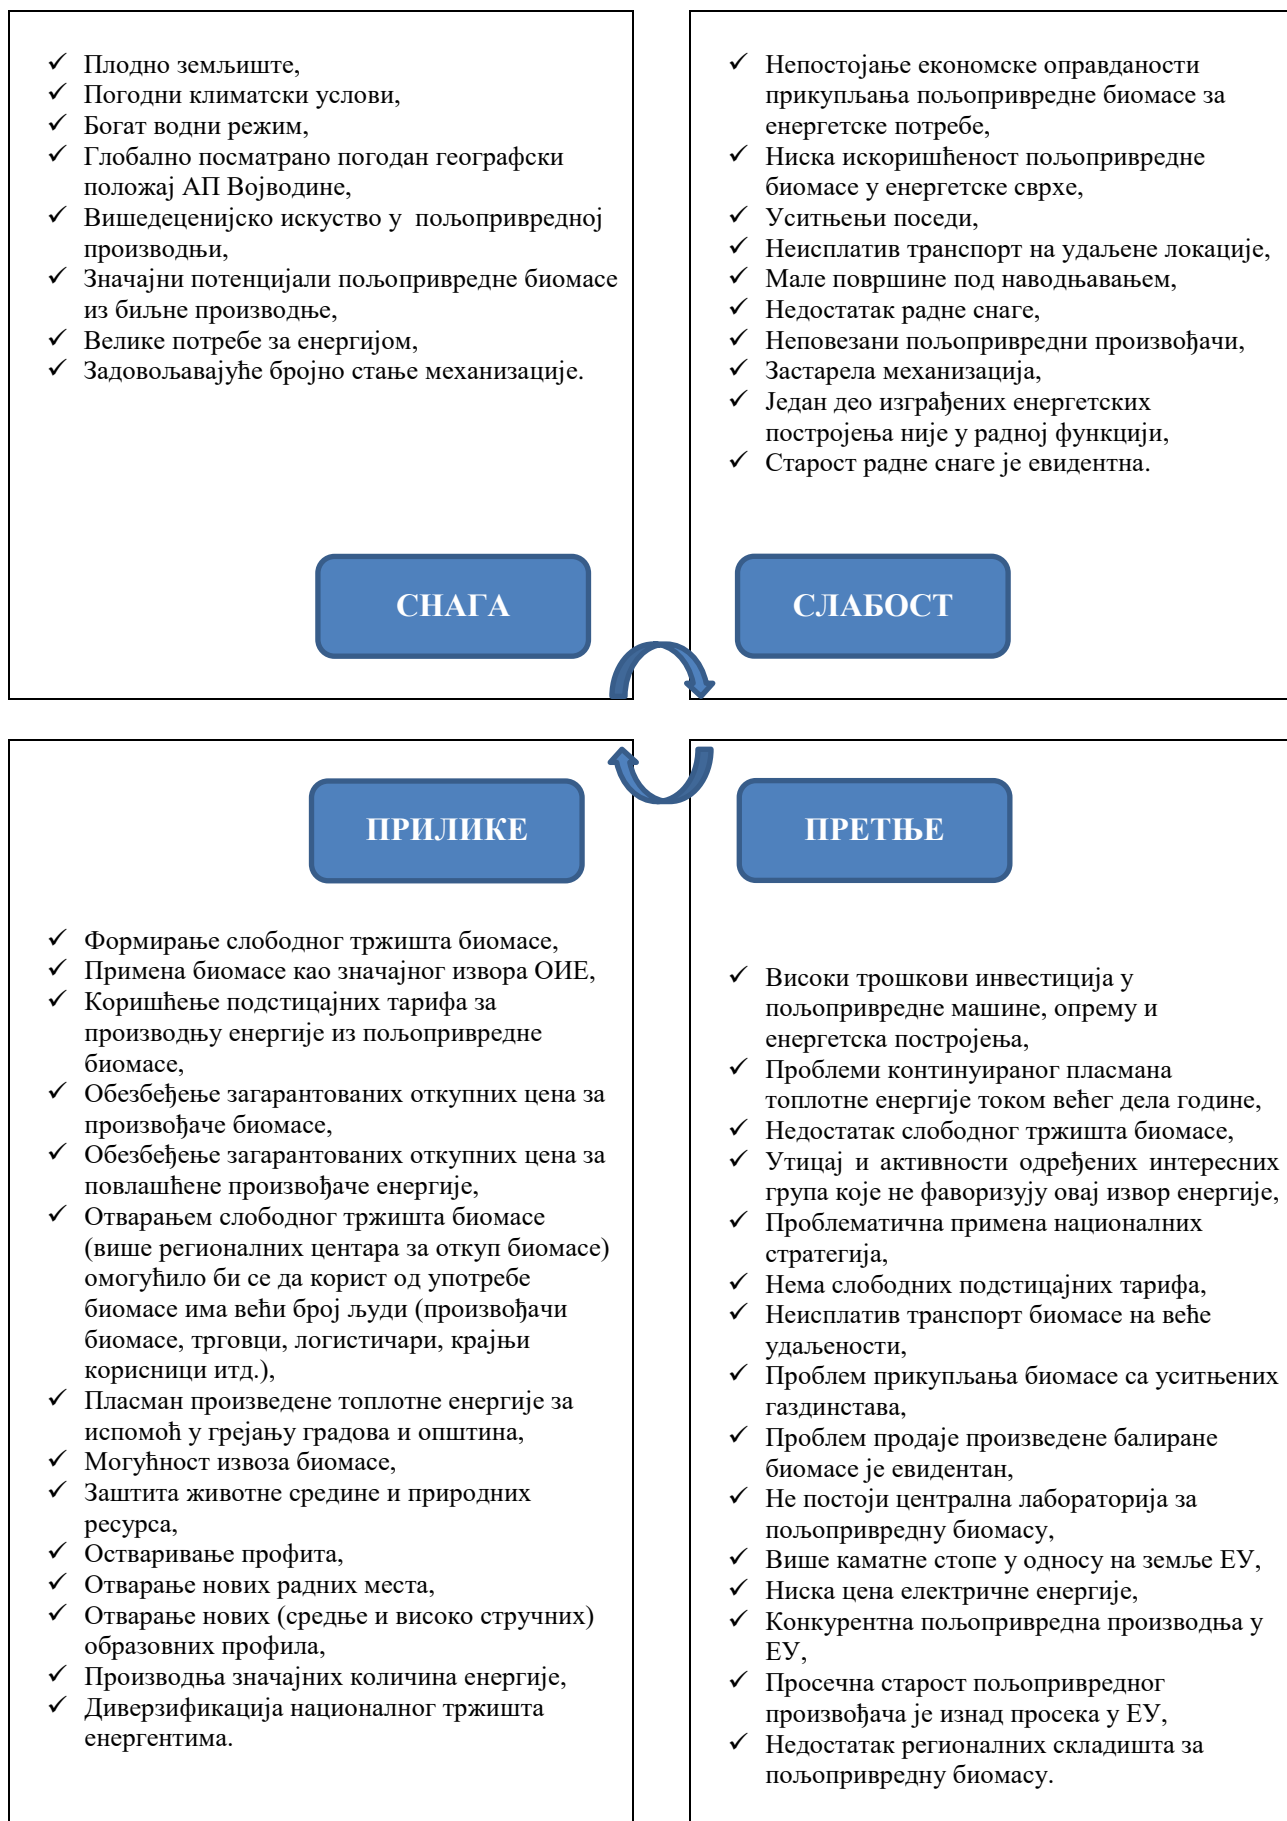 ✓ Плодно земљиште,
✓ Погодни климатски услови,
✓ Богат водни режим,
✓ Глобално посматрано погодан географски
положај АП Војводине,
✓ Вишедеценијско искуство у пољопривредној
производњи,
✓ Значајни потенцијали пољопривредне биомасе
из биљне производње,
✓ Велике потребе за енергијом,
✓ Задовољавајуће бројно стање механизације.
СНАГА
✓ Непостојање економске оправданости
прикупљања пољопривредне биомасе за
енергетске потребе,
✓ Ниска искоришћеност пољопривредне
биомасе у енергетске сврхе,
✓ Уситњењи поседи,
✓ Неисплатив транспорт на удаљене локације,
✓ Мале површине под наводњавањем,
✓ Недостатак радне снаге,
✓ Неповезани пољопривредни произвођачи,
✓ Застарела механизација,
✓ Један део изграђених енергетских
постројења није у радној функцији,
✓ Старост радне снаге је евидентна.
СЛАБОСТ
ПРИЛИКЕ
✓ Формирање слободног тржишта биомасе,
✓ Примена биомасе као значајног извора ОИЕ,
✓ Коришћење подстицајних тарифа за
производњу енергије из пољопривредне
биомасе,
✓ Обезбеђење загарантованих откупних цена за
произвођаче биомасе,
✓ Обезбеђење загарантованих откупних цена за
повлашћене произвођаче енергије,
✓ Отварањем слободног тржишта биомасе
(више регионалних центара за откуп биомасе)
омогућило би се да корист од употребе
биомасе има већи број људи (произвођачи
биомасе, трговци, логистичари, крајњи
корисници итд.),
✓ Пласман произведене топлотне енергије за
испомоћ у грејању градова и општина,
✓ Могућност извоза биомасе,
✓ Заштита животне средине и природних
ресурса,
✓ Остваривање профита,
✓ Отварање нових радних места,
✓ Отварање нових (средње и високо стручних)
образовних профила,
✓ Производња значајних количина енергије,
✓ Диверзификација националног тржишта
енергентима.
ПРЕТЊЕ
✓ Високи трошкови инвестиција у
пољопривредне машине, опрему и
енергетска постројења,
✓ Проблеми континуираног пласмана
топлотне енергије током већег дела године,
✓ Недостатак слободног тржишта биомасе,
✓ Утицај и активности одређених интересних
група које не фаворизују овај извор енергије,
✓ Проблематична примена националних
стратегија,
✓ Нема слободних подстицајних тарифа,
✓ Неисплатив транспорт биомасе на веће
удаљености,
✓ Проблем прикупљања биомасе са уситњених
газдинстава,
✓ Проблем продаје произведене балиране
биомасе је евидентан,
✓ Не постоји централна лабораторија за
пољопривредну биомасу,
✓ Више каматне стопе у односу на земље ЕУ,
✓ Ниска цена електричне енергије,
✓ Конкурентна пољопривредна производња у
ЕУ,
✓ Просечна старост пољопривредног
произвођача је изнад просека у ЕУ,
✓ Недостатак регионалних складишта за
пољопривредну биомасу.